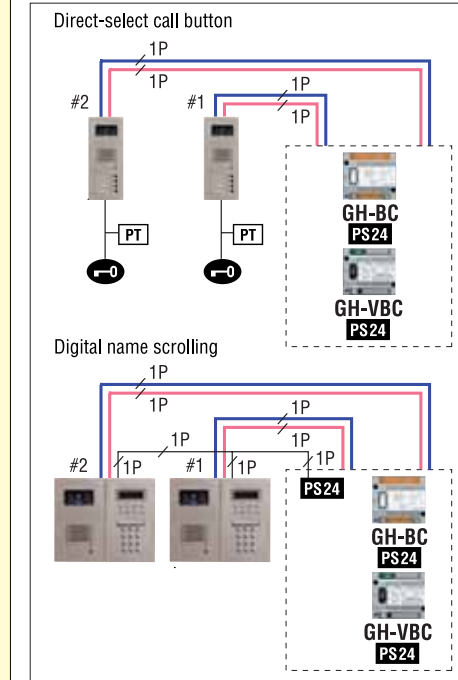 Direct-select call button
1P
1P
#2
#1
1P
1P
PT
PT
GH-BC
PS24
GH-VBC
PS24
Digital name scrolling
1P
1P
1P
1P
1P
#2
1P
#1
1P
1P
PS24
GH-BC
PS24
GH-VBC
PS24